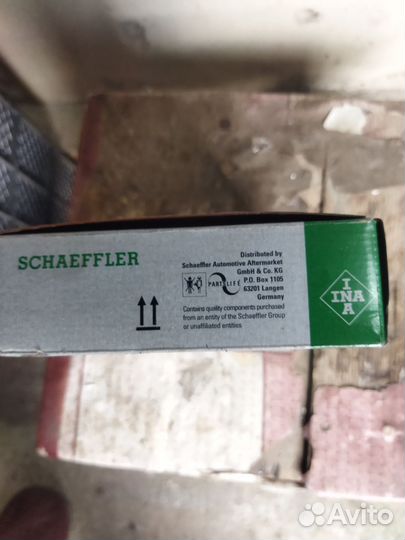 SCHAEFFLER
Distributed by
Schaeffler Automotive Aftermarket
GmbH & Co. KG
P.O. Box 1105
63201 Langen
Germany
PARTSLIFE
Contains quality components purchased
from an entity of the Schaeffler Group
or unaffiliated entities
I
INA
A
Avito